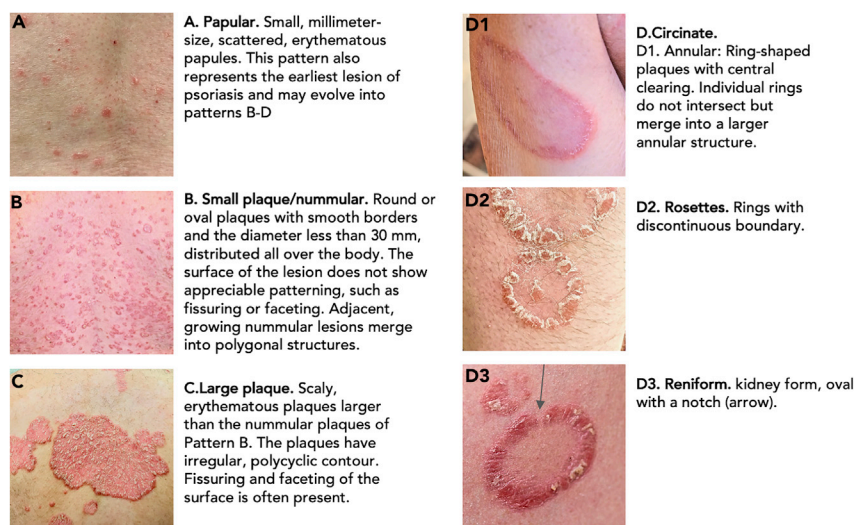 A
A. Papular. Small, millimeter-
size, scattered, erythematous
papules. This pattern also
represents the earliest lesion of
psoriasis and may evolve into
patterns B-D
B
B. Small plaque/nummular. Round or
oval plaques with smooth borders
and the diameter less than 30 mm,
distributed all over the body. The
surface of the lesion does not show
appreciable patterning, such as
fissuring or faceting. Adjacent,
growing nummular lesions merge
into polygonal structures.
C
C.Large plaque. Scaly,
erythematous plaques larger
than the nummular plaques of
Pattern B. The plaques have
irregular, polycyclic contour.
Fissuring and faceting of the
surface is often present.
D1
D.Circinate.
D1. Annular: Ring-shaped
plaques with central
clearing. Individual rings
do not intersect but
merge into a larger
annular structure.
D2
D2. Rosettes. Rings with
discontinuous boundary.
D3
D3. Reniform. kidney form, oval
with a notch (arrow).